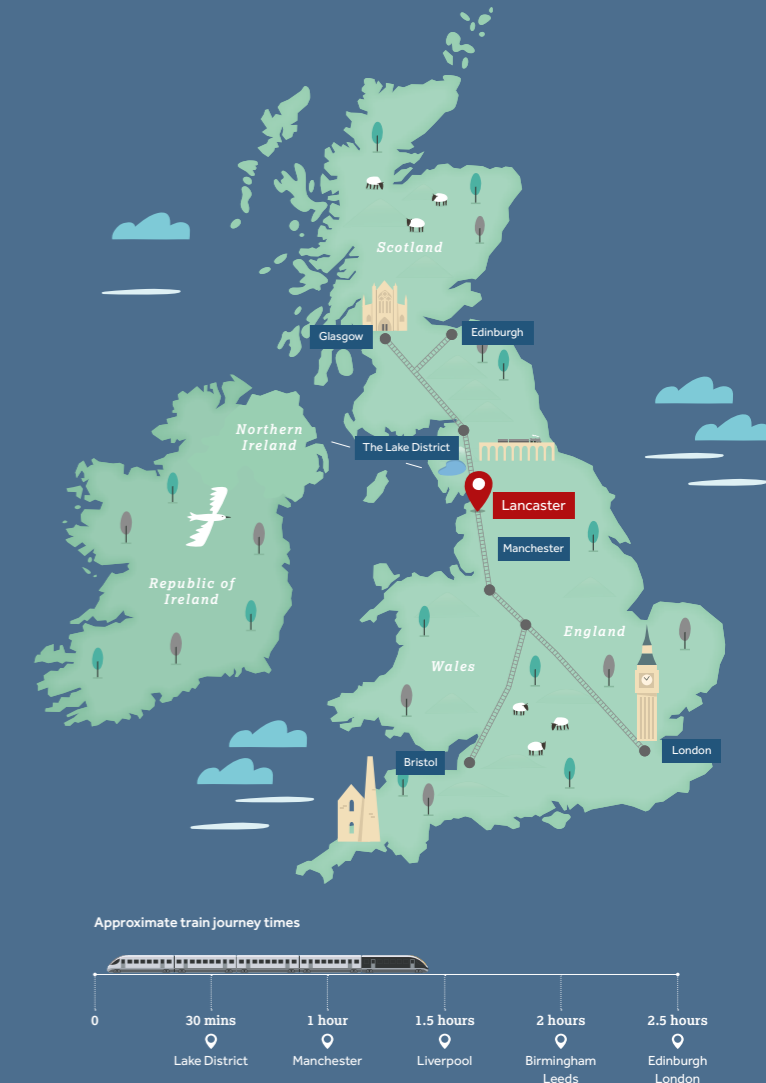 Scotland
Glasgow
Edinburgh
Northern
Ireland
The Lake District
Lancaster
Manchester
Republic of
Ireland
England
Wales
London
Bristol
Approximate train journey times
0
30 mins
1 hour
1.5 hours
2 hours
2.5 hours
Lake District
Manchester
Liverpool
Birmingham
Edinburgh
Leeds
London